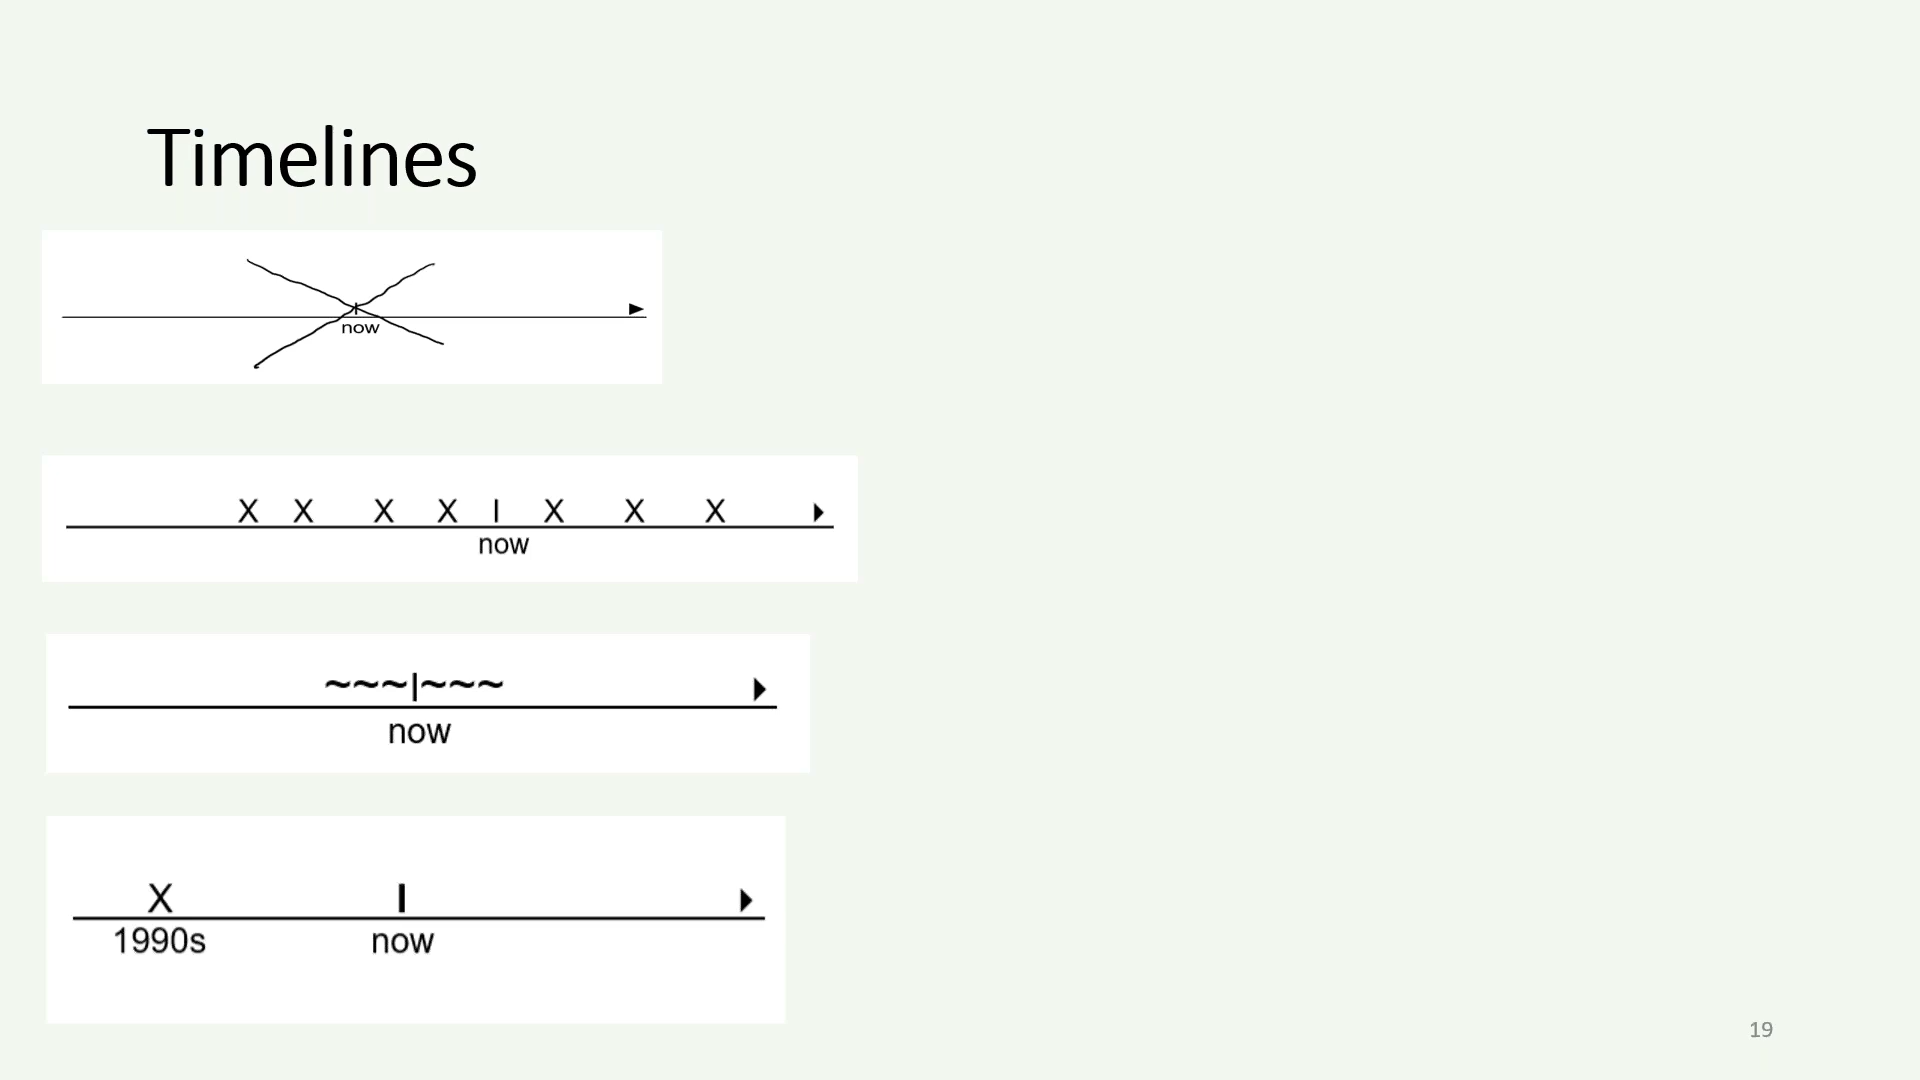 Timelines
now
X X X X I X X X
now
~~~|~~~
now
X I
1990s now
19